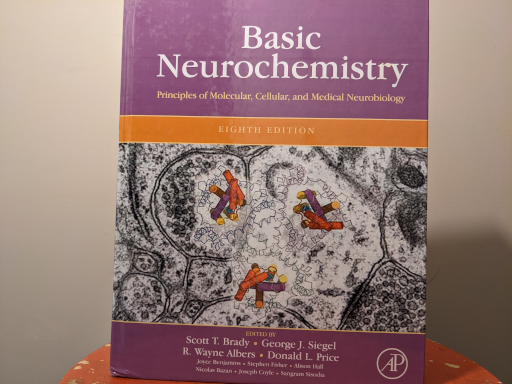 Basic
Neurochemistry
Principles of Molecular, Cellular, and Medical Neurobiology
EIGHTH EDITION
EDITED BY
Scott T. Brady • George J. Siegel
R. Wayne Albers • Donald L. Price
Joyce Benjamins • Stephen Fisher • Alison Hall
Nicolas Bazan • Joseph Coyle • Sangram Sisodia
AP